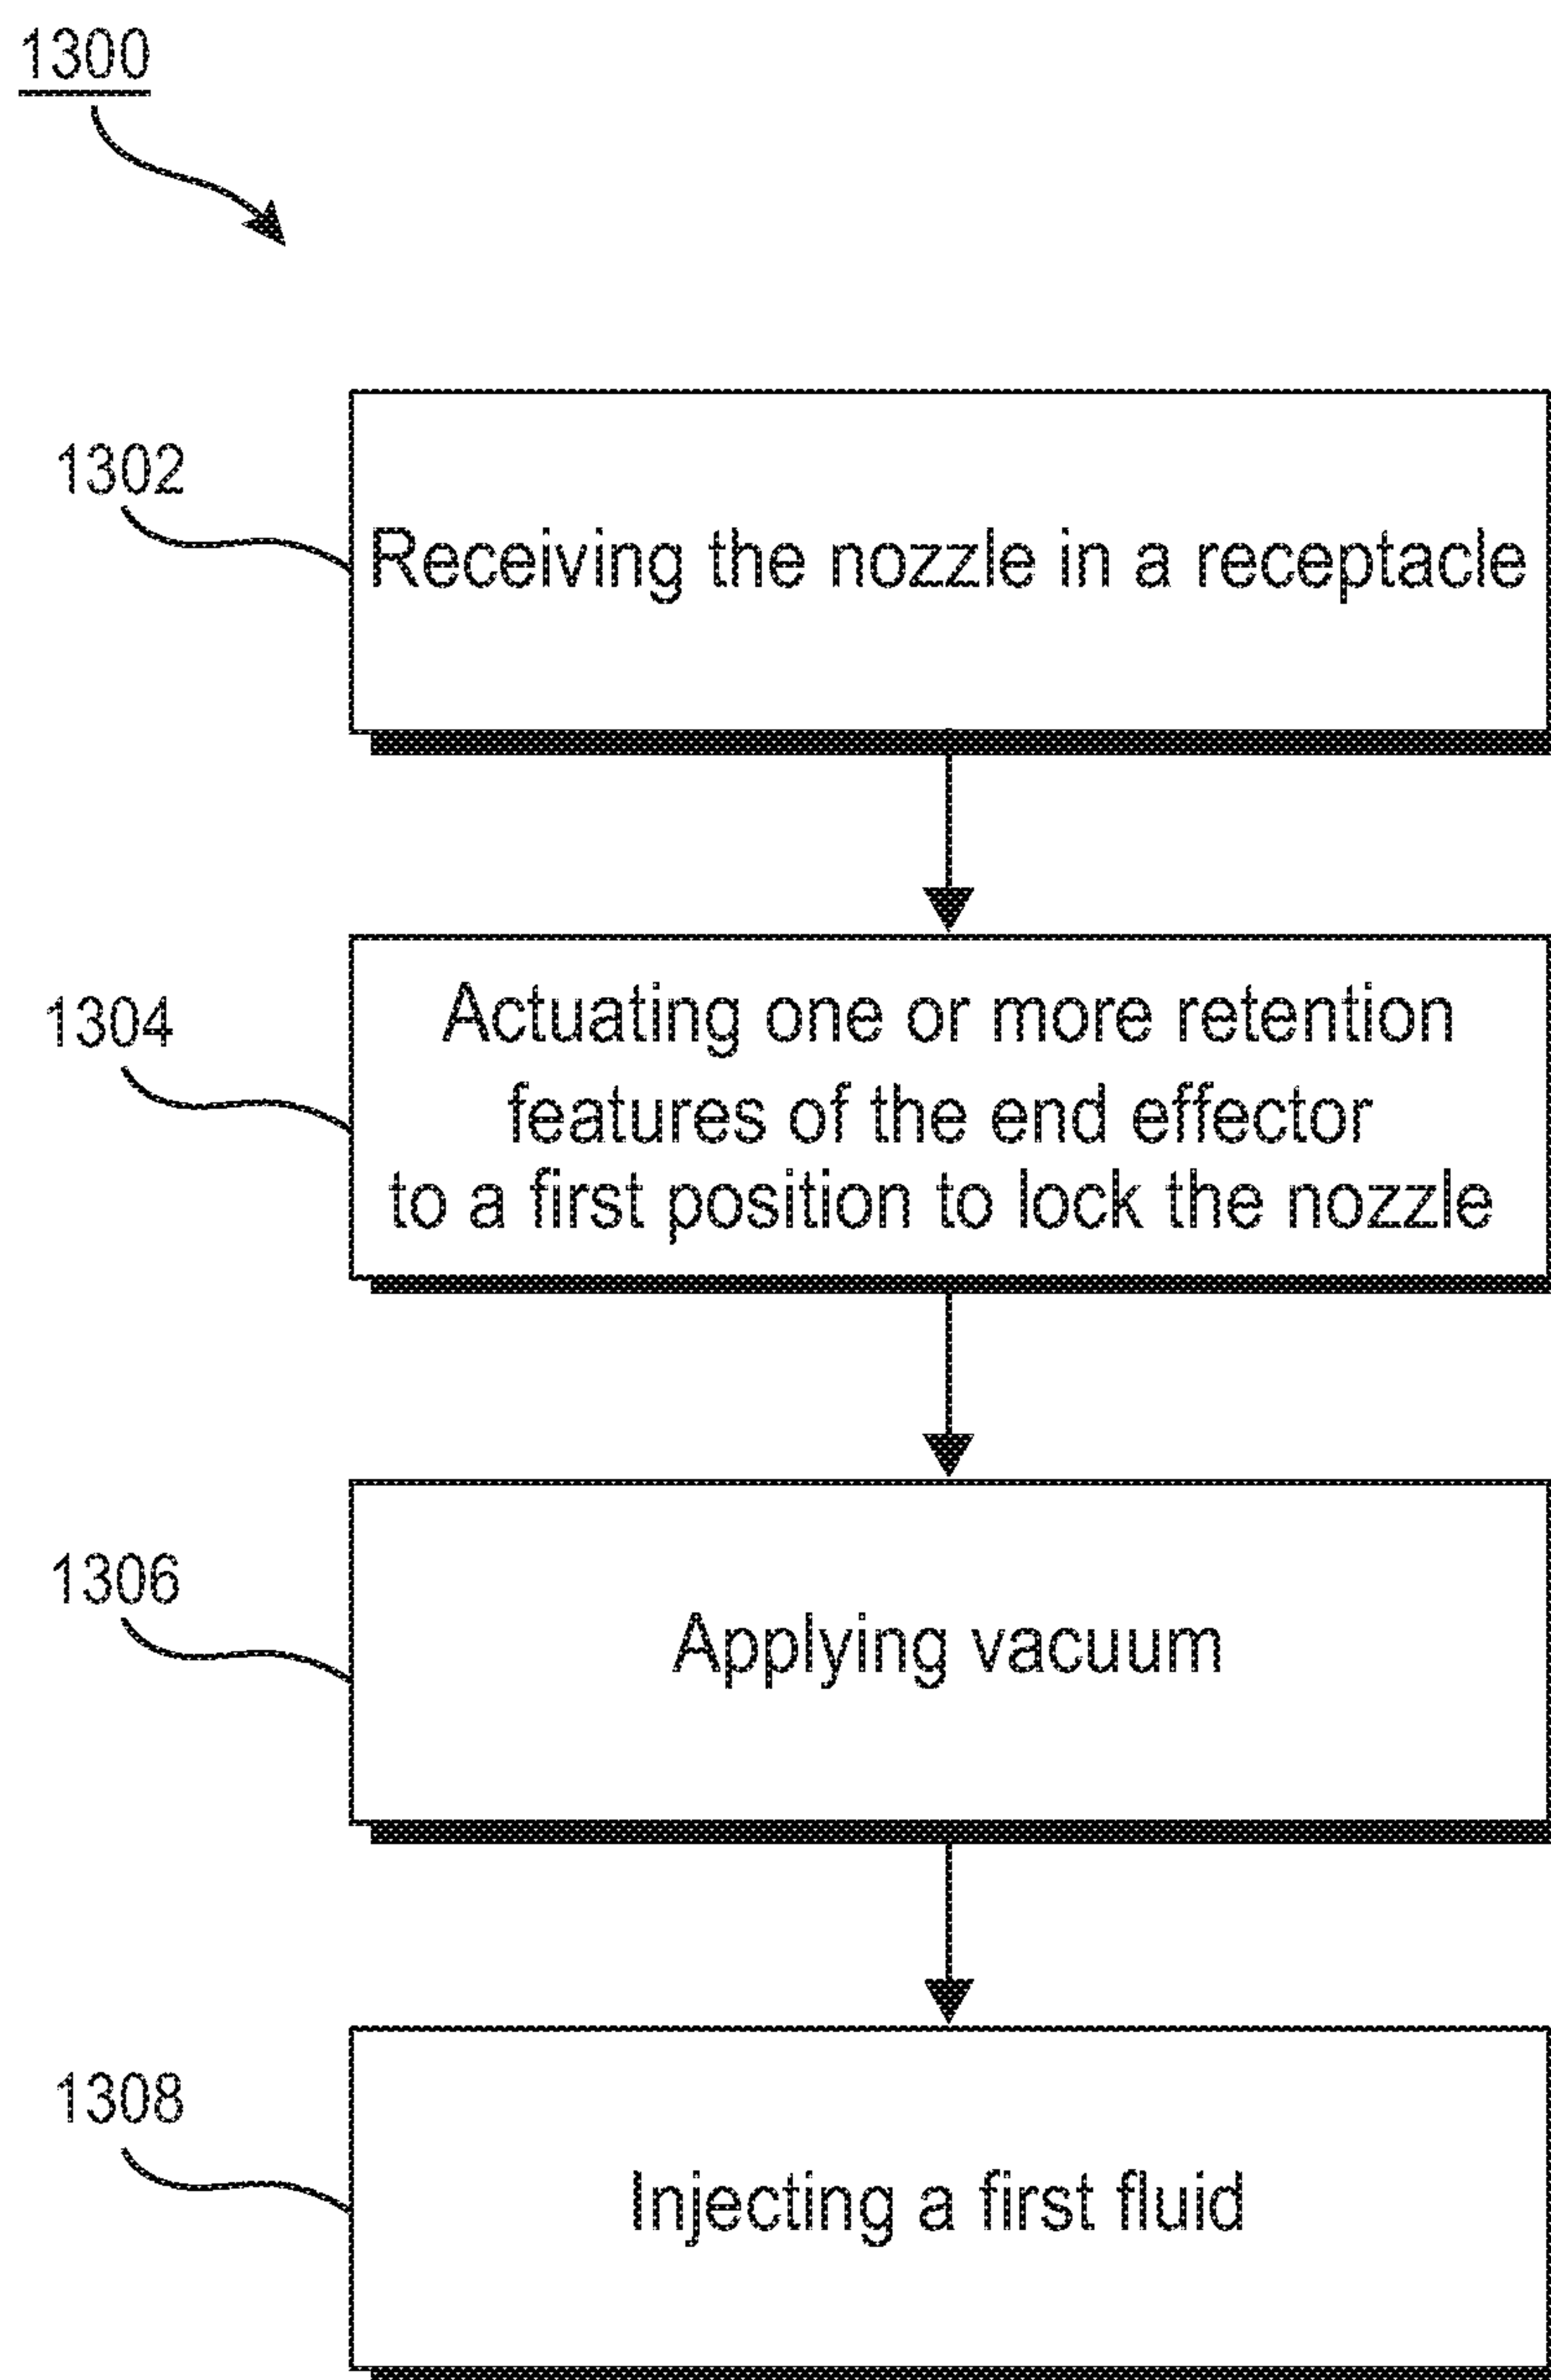 1300
1302
Receiving the nozzle in a receptacle
1304
Actuating one or more retention
features of the end effector
to a first position to lock the nozzle
1306
Applying vacuum
1308
Injecting a first fluid